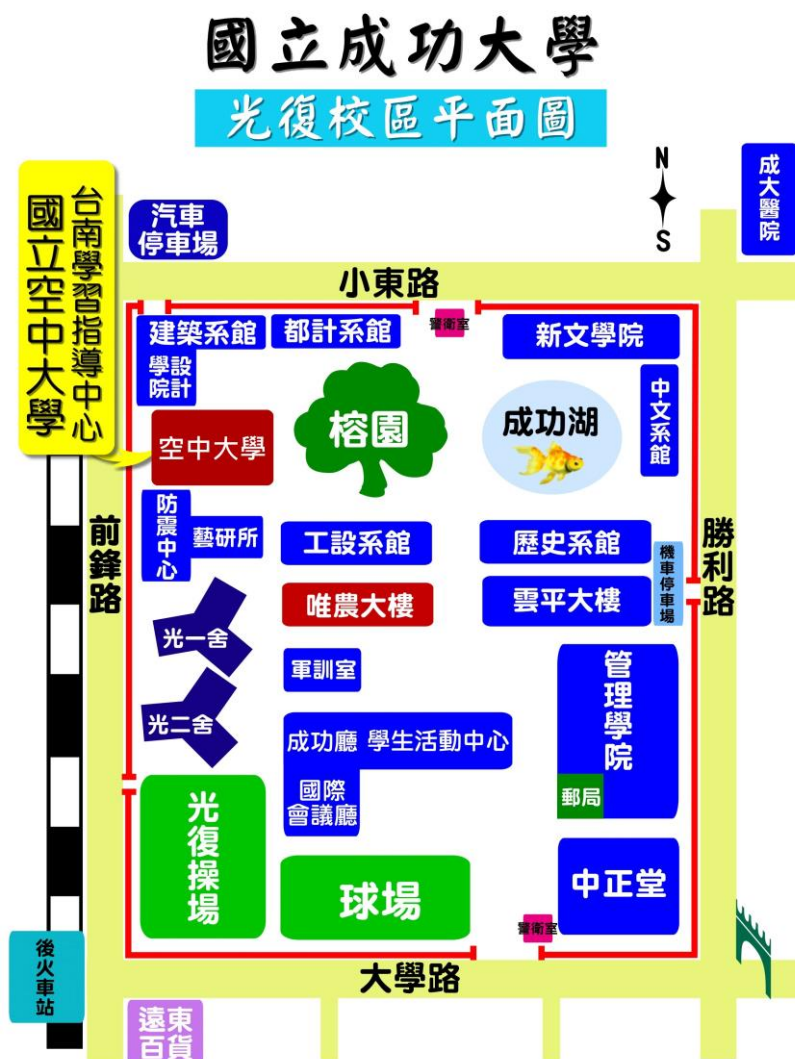 國立成功大學
光復校區平面圖
N
S
成大醫院
台南學習指導中心
國立空中大學
汽車
停車場
小東路
警衛室
建築系館
都計系館
新文學院
學設
院計
中文系館
榕園
成功湖
空中大學
防震中心
藝研所
工設系館
歷史系館
機車停車場
前鋒路
勝利路
唯農大樓
雲平大樓
光一舍
軍訓室
管理學院
光二舍
成功廳 學生活動中心
國際
會議廳
郵局
光復操場
球場
中正堂
警衛室
後火車站
大學路
遠東
百貨